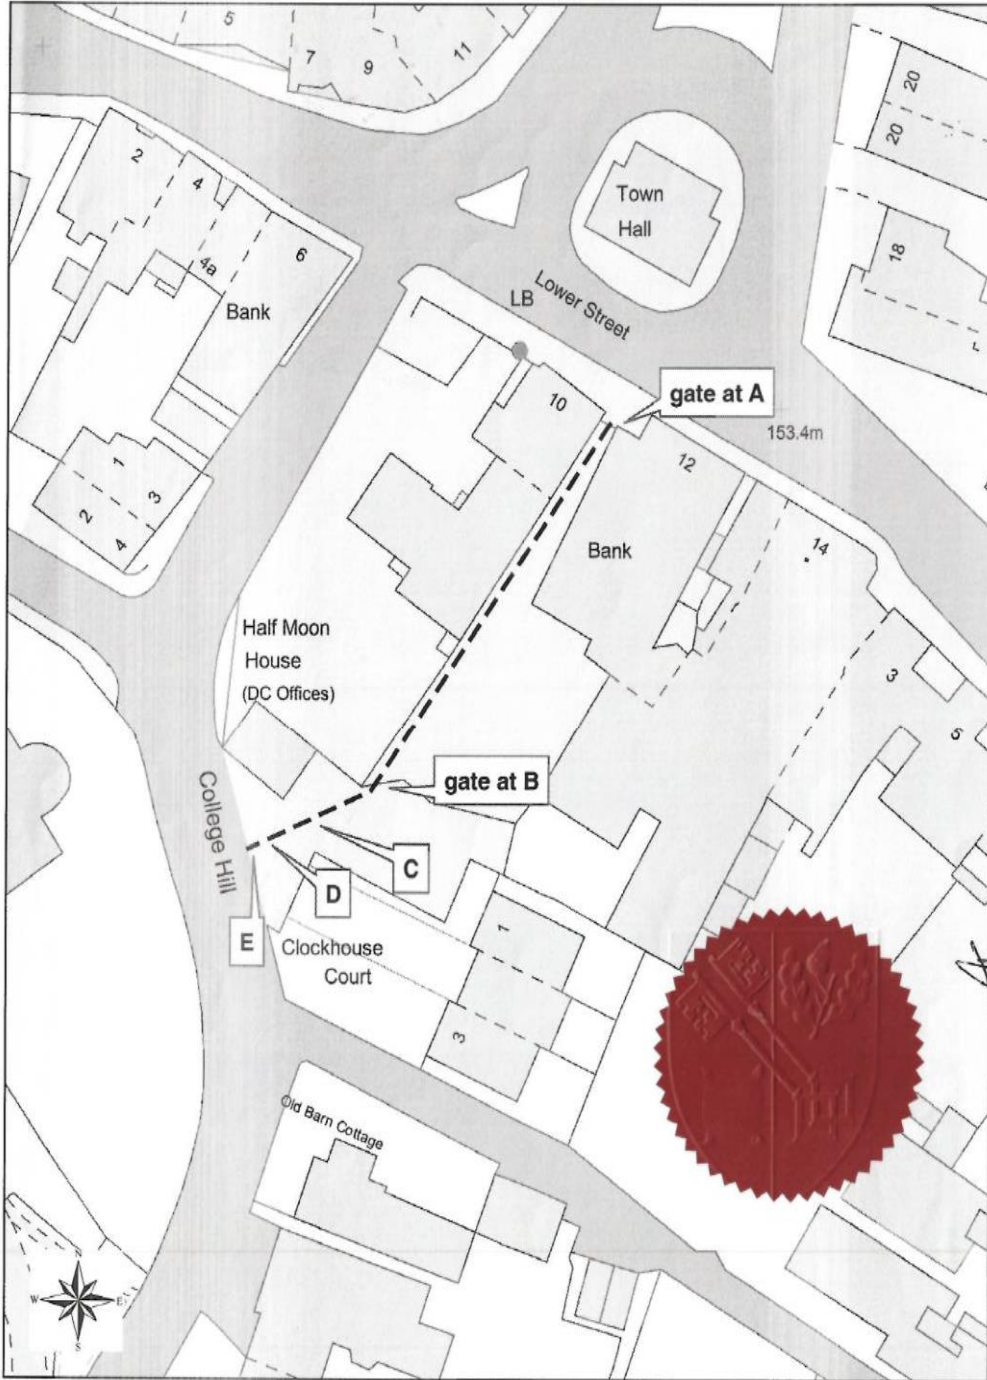 5
7
9
11
20
20
2
4
4a
6
Bank
Town
Hall
18
LB
Lower Street
10
gate at A
153.4m
12
Bank
14
1
3
2
4
Half Moon
House
(DC Offices)
3
5
gate at B
College Hill
C
D
E
Clockhouse
Court
1
3
Old Barn Cottage
N
W
E
S